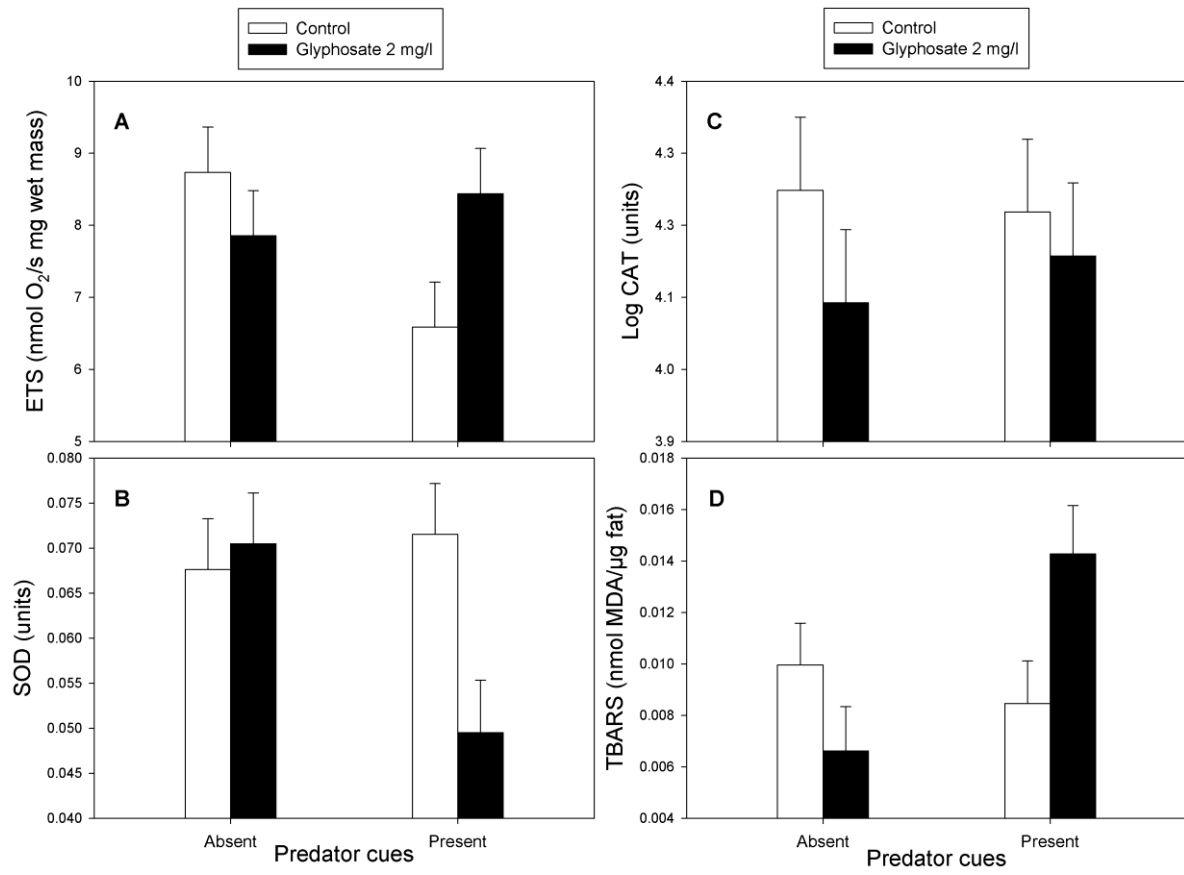 Control
Glyphosate 2 mg/l
Control
Glyphosate 2 mg/l
A
ETS (nmol O₂/s mg wet mass)
10
9
8
7
6
5
C
Log CAT (units)
4.4
4.3
4.3
4.1
4.0
3.9
B
SOD (units)
0.080
0.075
0.070
0.065
0.060
0.055
0.050
0.045
0.040
Absent
Present
Predator cues
D
TBARS (nmol MDA/µg fat)
0.018
0.016
0.014
0.012
0.010
0.008
0.006
0.004
Absent
Present
Predator cues